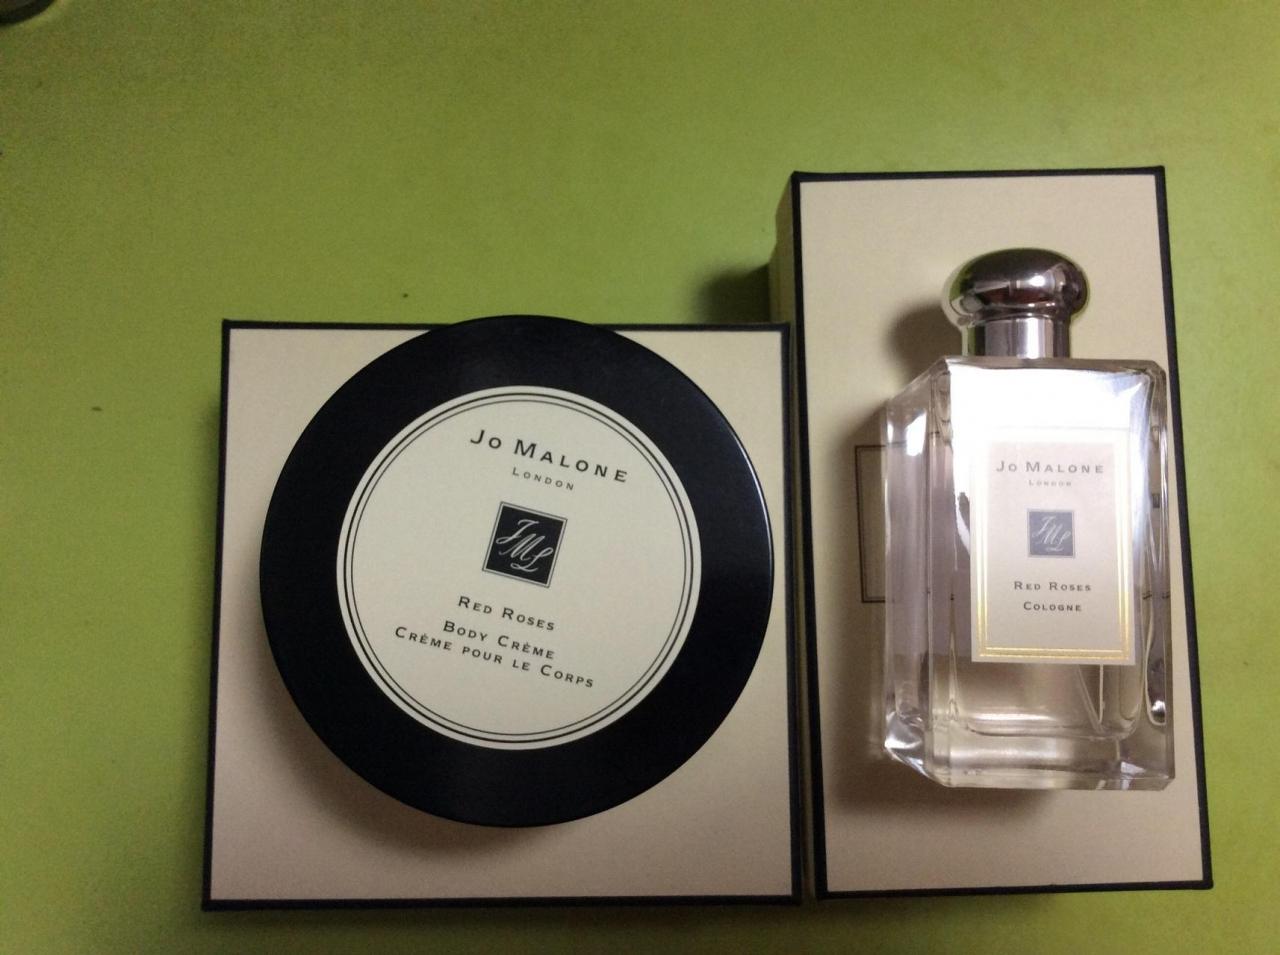 JO MALONE
LONDON
JML
RED ROSES
BODY CRÈME
CRÈME POUR LE CORPS
JO MALONE
LONDON
JML
RED ROSES
COLOGNE